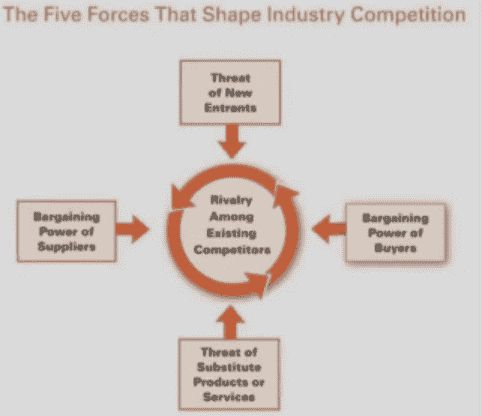 The Five Forces That Shape Industry Competition
Threat
of New
Entrants
Bargaining
Power of
Suppliers
Rivalry
Among
Existing
Competitors
Bargaining
Power of
Buyers
Threat of
Substitute
Products or
Services